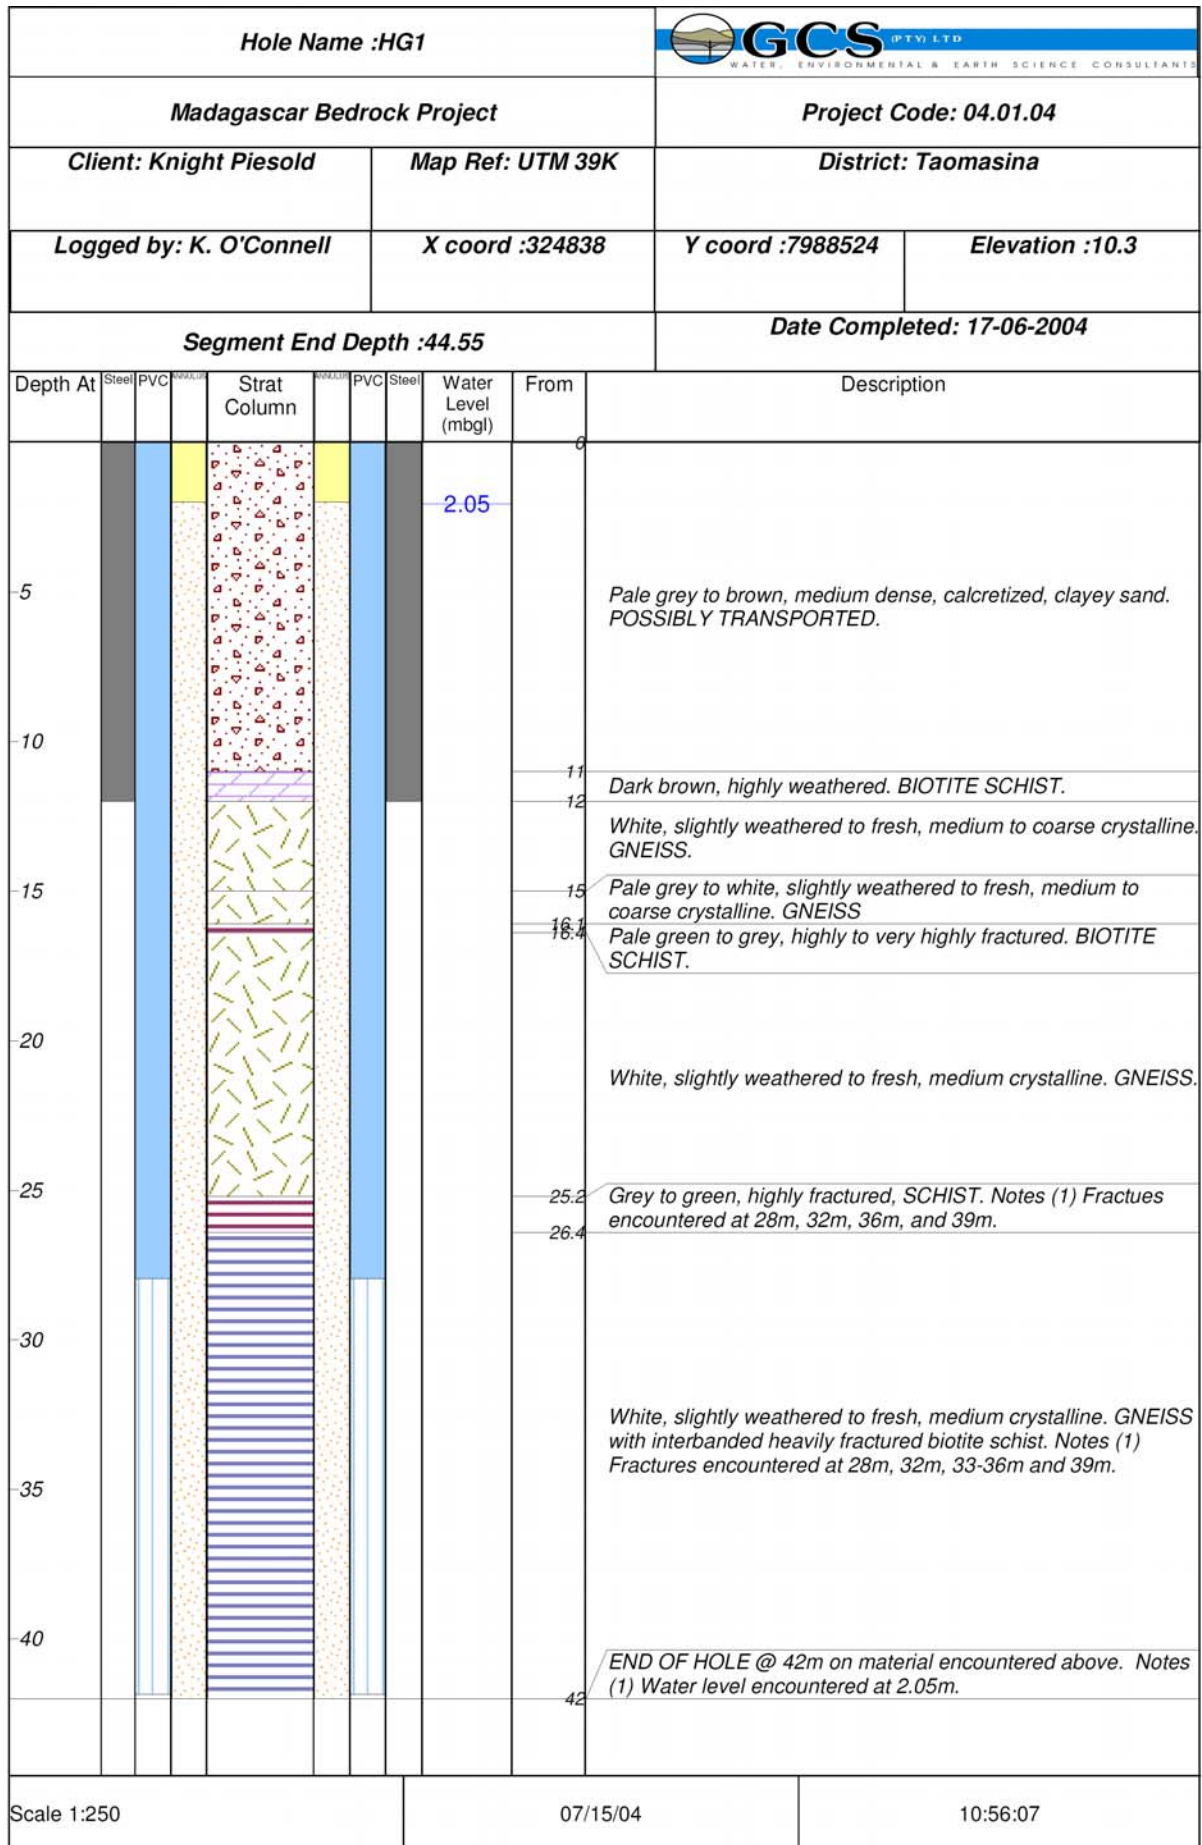 Hole Name :HG1
GCS (PTY) LTD
WATER, ENVIRONMENTAL & EARTH SCIENCE CONSULTANTS
Madagascar Bedrock Project
Project Code: 04.01.04
Client: Knight Piesold
Map Ref: UTM 39K
District: Taomasina
Logged by: K. O'Connell
X coord :324838
Y coord :7988524
Elevation :10.3
Segment End Depth :44.55
Date Completed: 17-06-2004
Depth At
Steel
PVC
ANNULUS
Strat
Column
ANNULUS
PVC
Steel
Water
Level
(mbgl)
From
Description
0
2.05
5
Pale grey to brown, medium dense, calcretized, clayey sand.
POSSIBLY TRANSPORTED.
10
11
Dark brown, highly weathered. BIOTITE SCHIST.
12
White, slightly weathered to fresh, medium to coarse crystalline.
GNEISS.
15
15
Pale grey to white, slightly weathered to fresh, medium to
coarse crystalline. GNEISS
16.1
16.4
Pale green to grey, highly to very highly fractured. BIOTITE
SCHIST.
20
White, slightly weathered to fresh, medium crystalline. GNEISS.
25
25.2
Grey to green, highly fractured, SCHIST. Notes (1) Fractues
encountered at 28m, 32m, 36m, and 39m.
26.4
30
White, slightly weathered to fresh, medium crystalline. GNEISS
with interbanded heavily fractured biotite schist. Notes (1)
Fractures encountered at 28m, 32m, 33-36m and 39m.
35
40
END OF HOLE @ 42m on material encountered above. Notes
(1) Water level encountered at 2.05m.
42
Scale 1:250
07/15/04
10:56:07